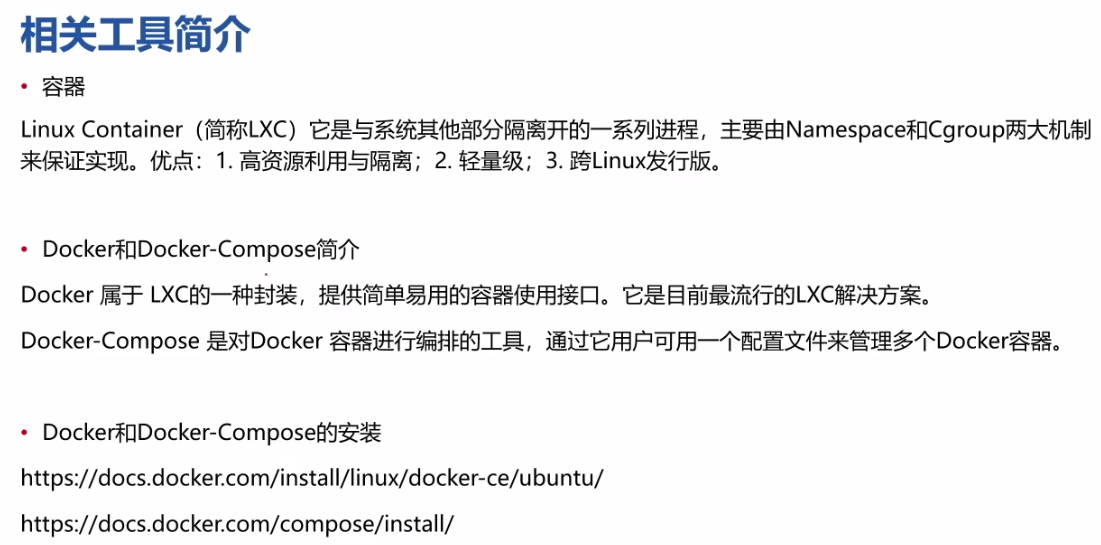 相关工具简介
• 容器
Linux Container（简称LXC）它是与系统其他部分隔离开的一系列进程，主要由Namespace和Cgroup两大机制
来保证实现。优点：1. 高资源利用与隔离；2. 轻量级；3. 跨Linux发行版。
• Docker和Docker-Compose简介
Docker 属于 LXC的一种封装，提供简单易用的容器使用接口。它是目前最流行的LXC解决方案。
Docker-Compose 是对Docker 容器进行编排的工具，通过它用户可用一个配置文件来管理多个Docker容器。
• Docker和Docker-Compose的安装
https://docs.docker.com/install/linux/docker-ce/ubuntu/
https://docs.docker.com/compose/install/